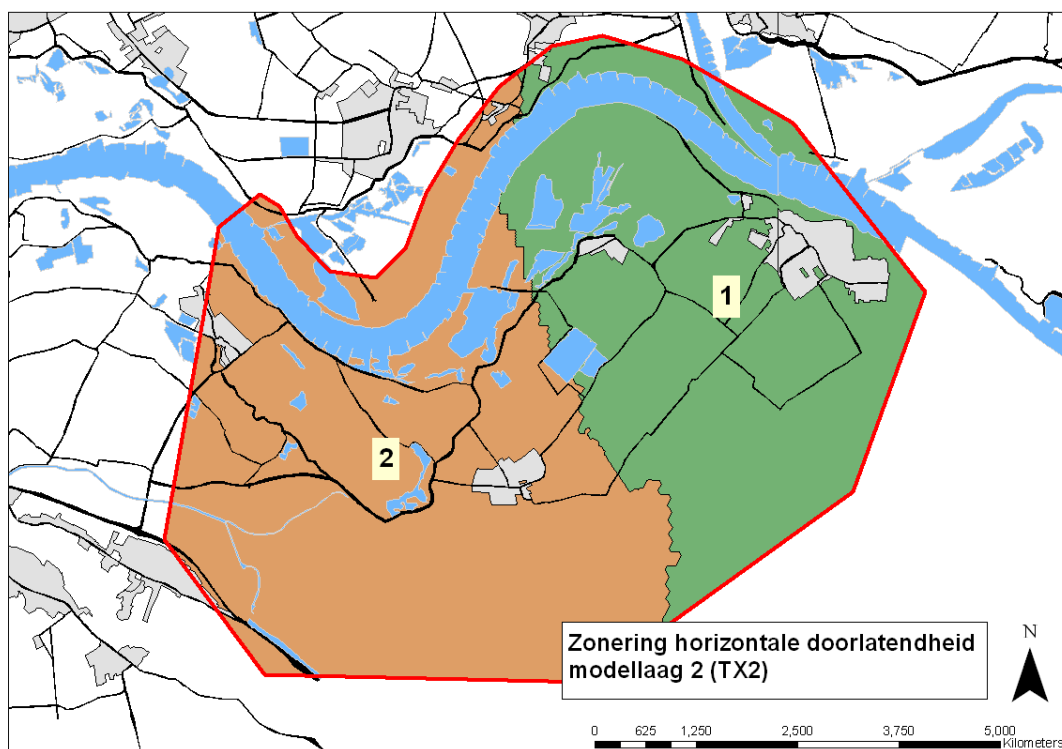 1
2
Zonering horizontale doorlatendheid
modellaag 2 (TX2)
N
0 625 1,250 2,500 3,750 5,000
Kilometers